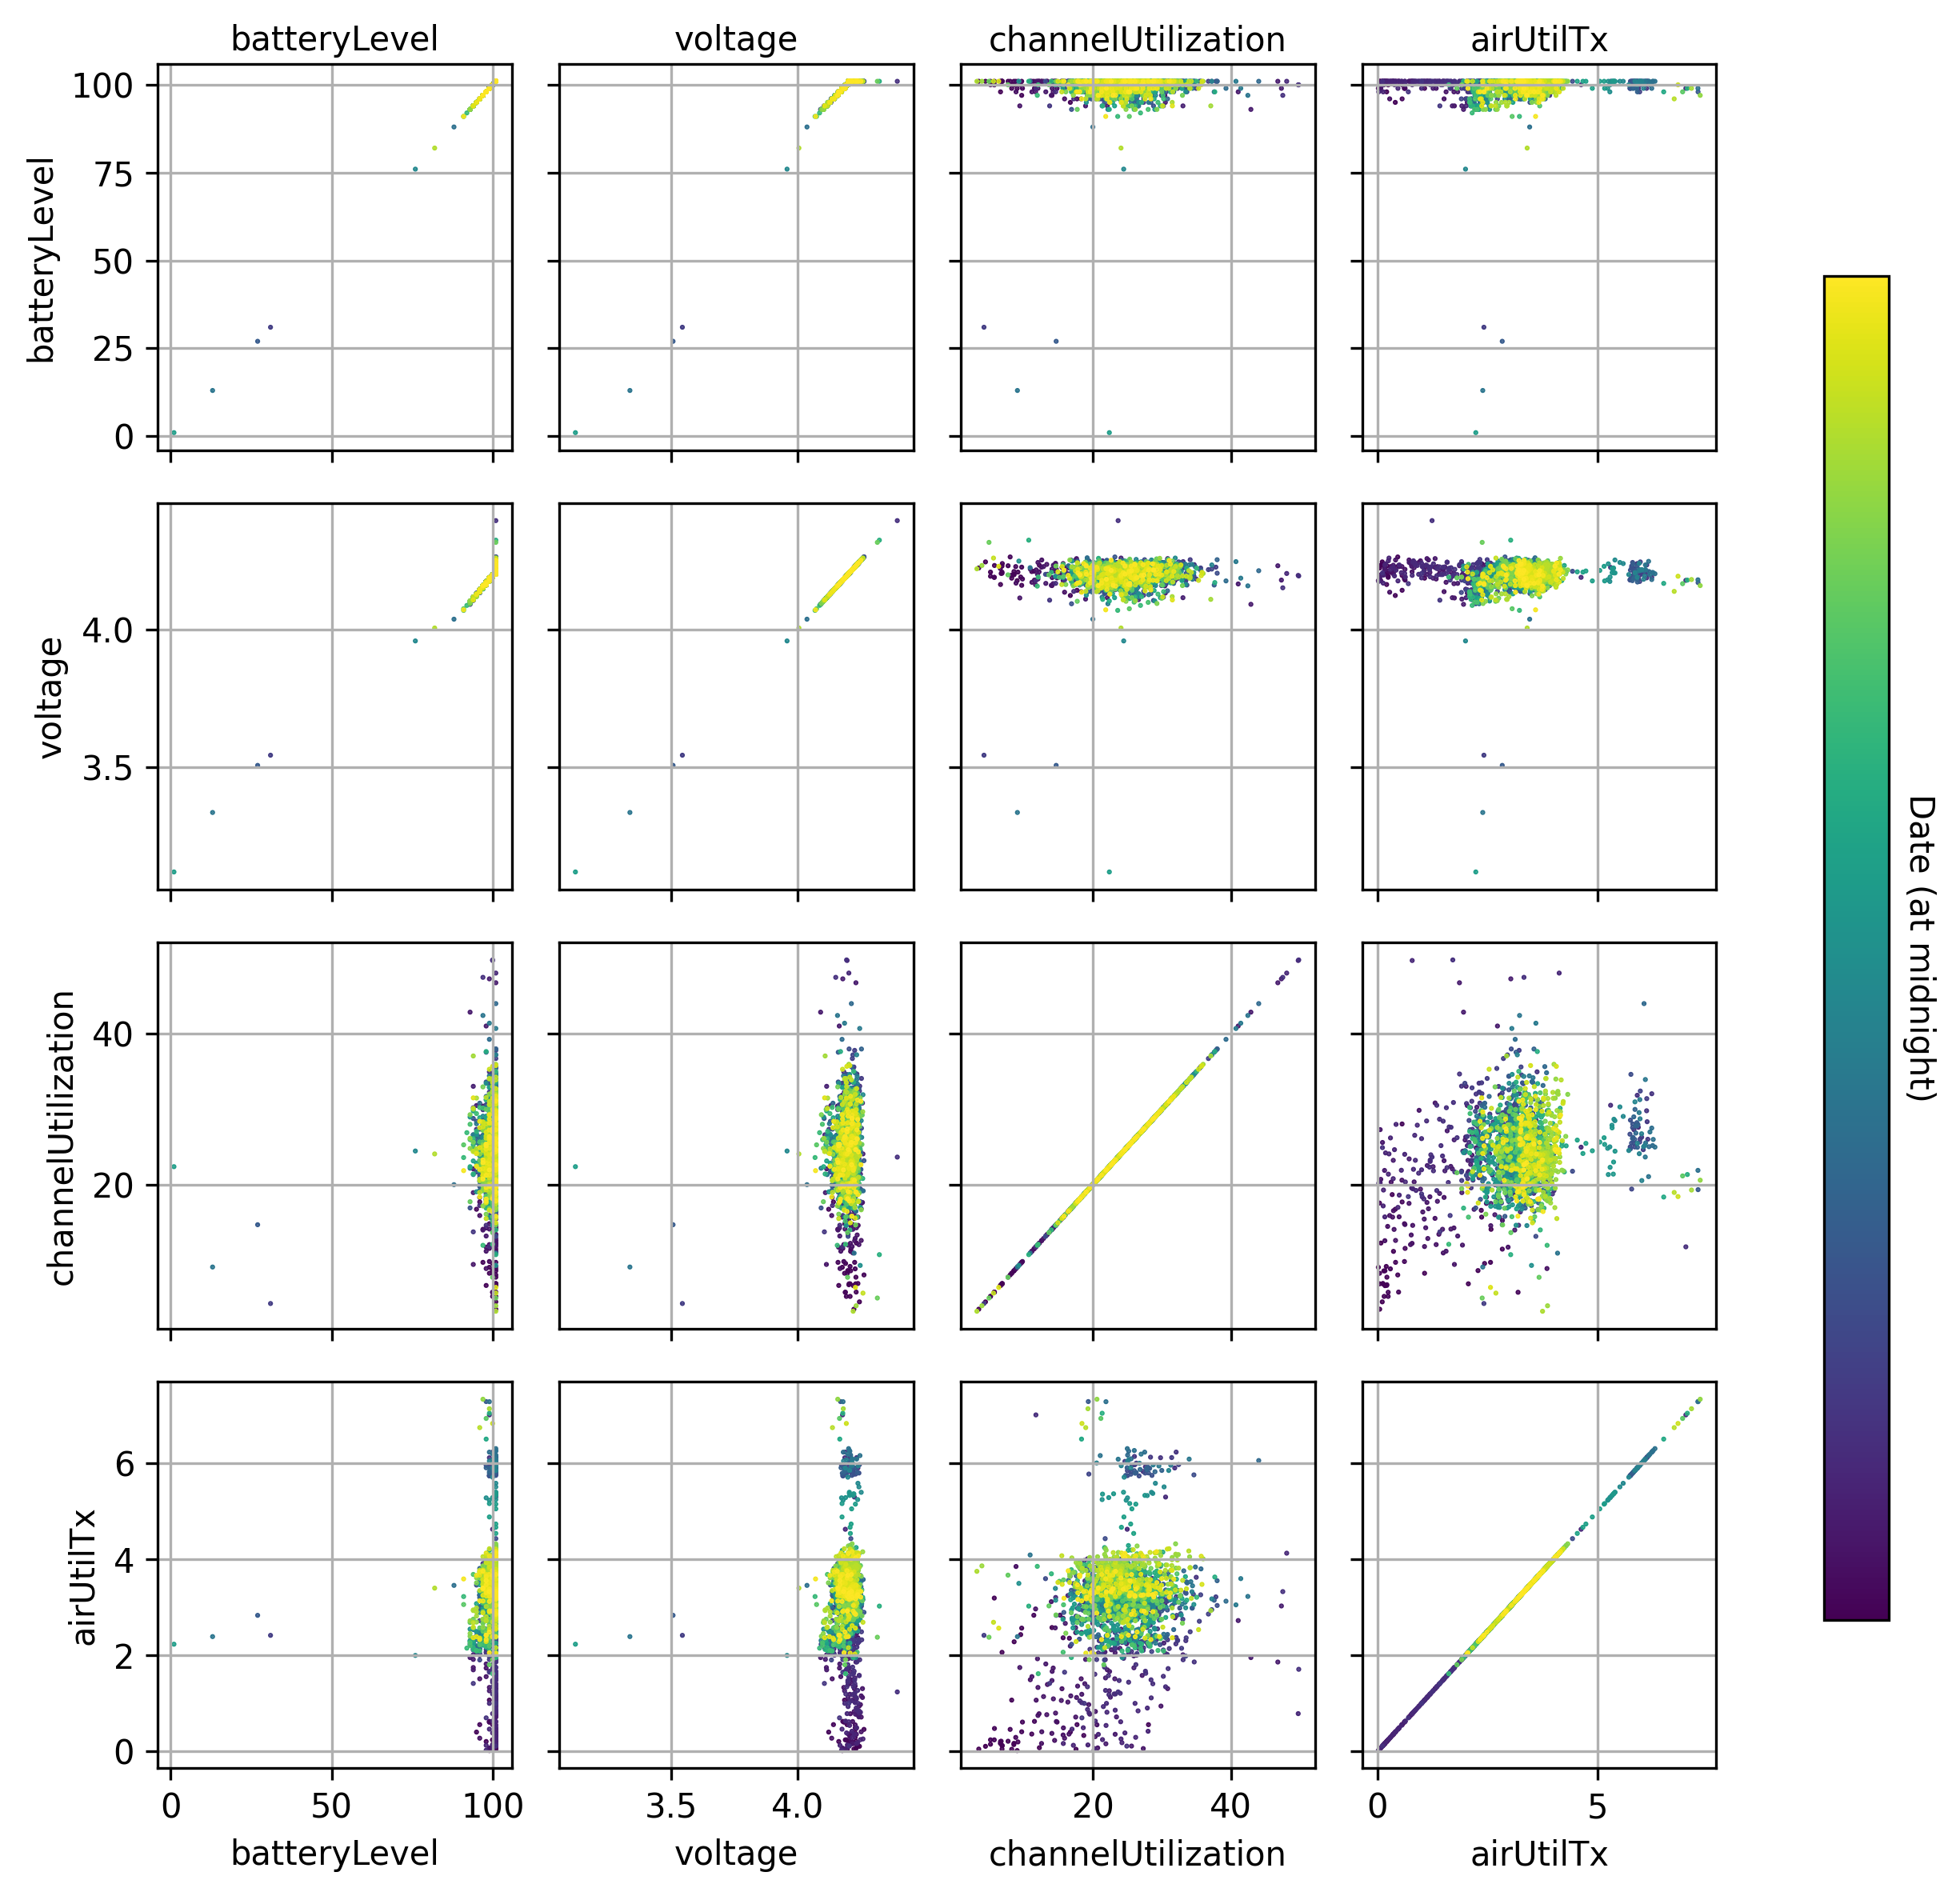 batteryLevel voltage channelUtilization airUtilTx
batteryLevel
100
75
50
25
0
voltage
4.0
3.5
channelUtilization
40
20
airUtilTx
6
4
2
0
0 50 100 3.5 4.0 20 40 0 5
batteryLevel voltage channelUtilization airUtilTx
Date (at midnight)